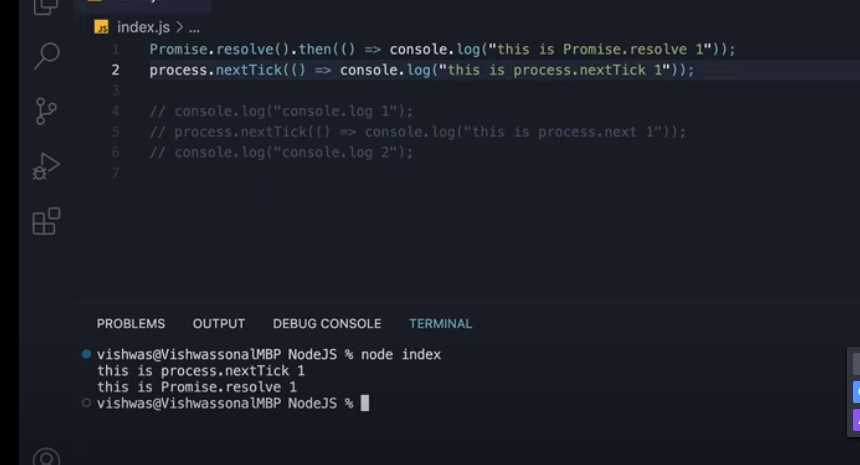 JS index.js > ...
1 Promise.resolve().then(() => console.log("this is Promise.resolve 1"));
2 process.nextTick(() => console.log("this is process.nextTick 1"));
3
4 // console.log("console.log 1");
5 // process.nextTick(() => console.log("this is process.next 1"));
6 // console.log("console.log 2");
7
PROBLEMS OUTPUT DEBUG CONSOLE TERMINAL
vishwas@VishwassonalMBP NodeJS % node index
this is process.nextTick 1
this is Promise.resolve 1
vishwas@VishwassonalMBP NodeJS %